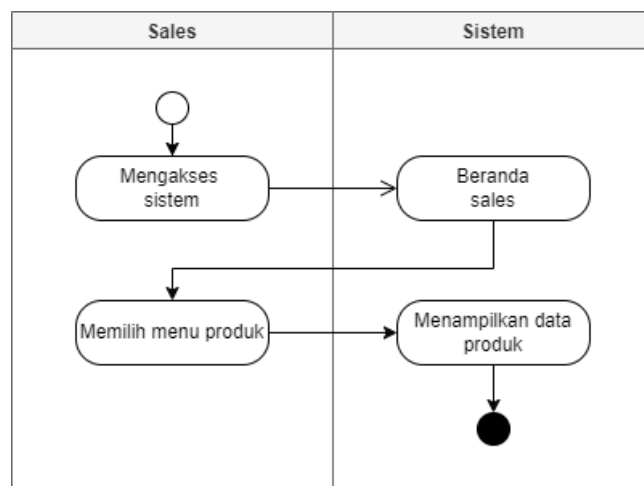 Sales
Sistem
Mengakses
sistem
Beranda
sales
Memilih menu produk
Menampilkan data
produk